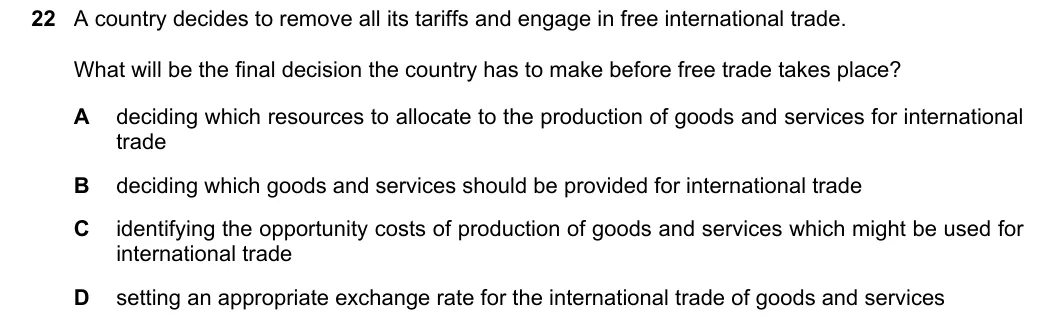 22 A country decides to remove all its tariffs and engage in free international trade.
What will be the final decision the country has to make before free trade takes place?
A deciding which resources to allocate to the production of goods and services for international
trade
B deciding which goods and services should be provided for international trade
C identifying the opportunity costs of production of goods and services which might be used for
international trade
D setting an appropriate exchange rate for the international trade of goods and services